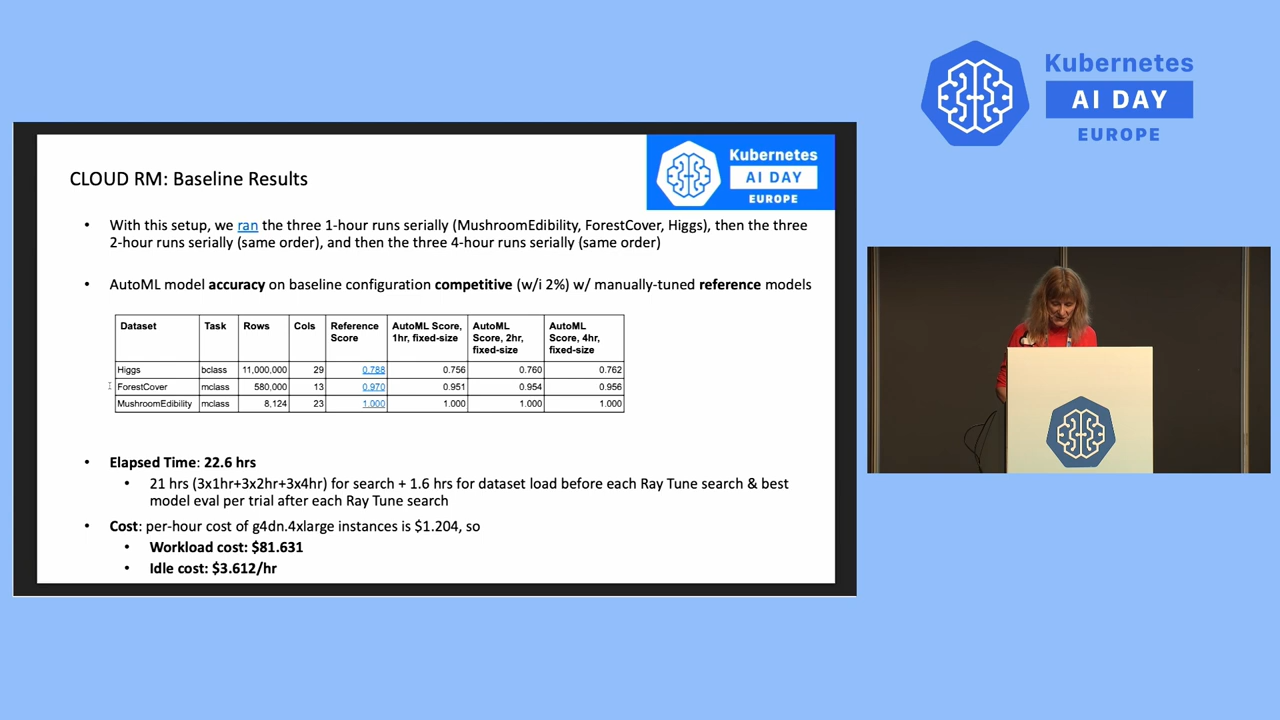 Kubernetes
AI DAY
EUROPE
CLOUD RM: Baseline Results
Kubernetes
AI DAY
EUROPE
• With this setup, we ran the three 1-hour runs serially (MushroomEdibility, ForestCover, Higgs), then the three
2-hour runs serially (same order), and then the three 4-hour runs serially (same order)
• AutoML model accuracy on baseline configuration competitive (w/i 2%) w/ manually-tuned reference models
Dataset Task Rows Cols Reference Score AutoML Score, 1hr, fixed-size AutoML Score, 2hr, fixed-size AutoML Score, 4hr, fixed-size
Higgs bclass 11,000,000 29 0.788 0.756 0.760 0.762
ForestCover mclass 580,000 13 0.970 0.951 0.954 0.956
MushroomEdibility mclass 8,124 23 1.000 1.000 1.000 1.000
• Elapsed Time: 22.6 hrs
• 21 hrs (3x1hr+3x2hr+3x4hr) for search + 1.6 hrs for dataset load before each Ray Tune search & best
model eval per trial after each Ray Tune search
• Cost: per-hour cost of g4dn.4xlarge instances is $1.204, so
• Workload cost: $81.631
• Idle cost: $3.612/hr